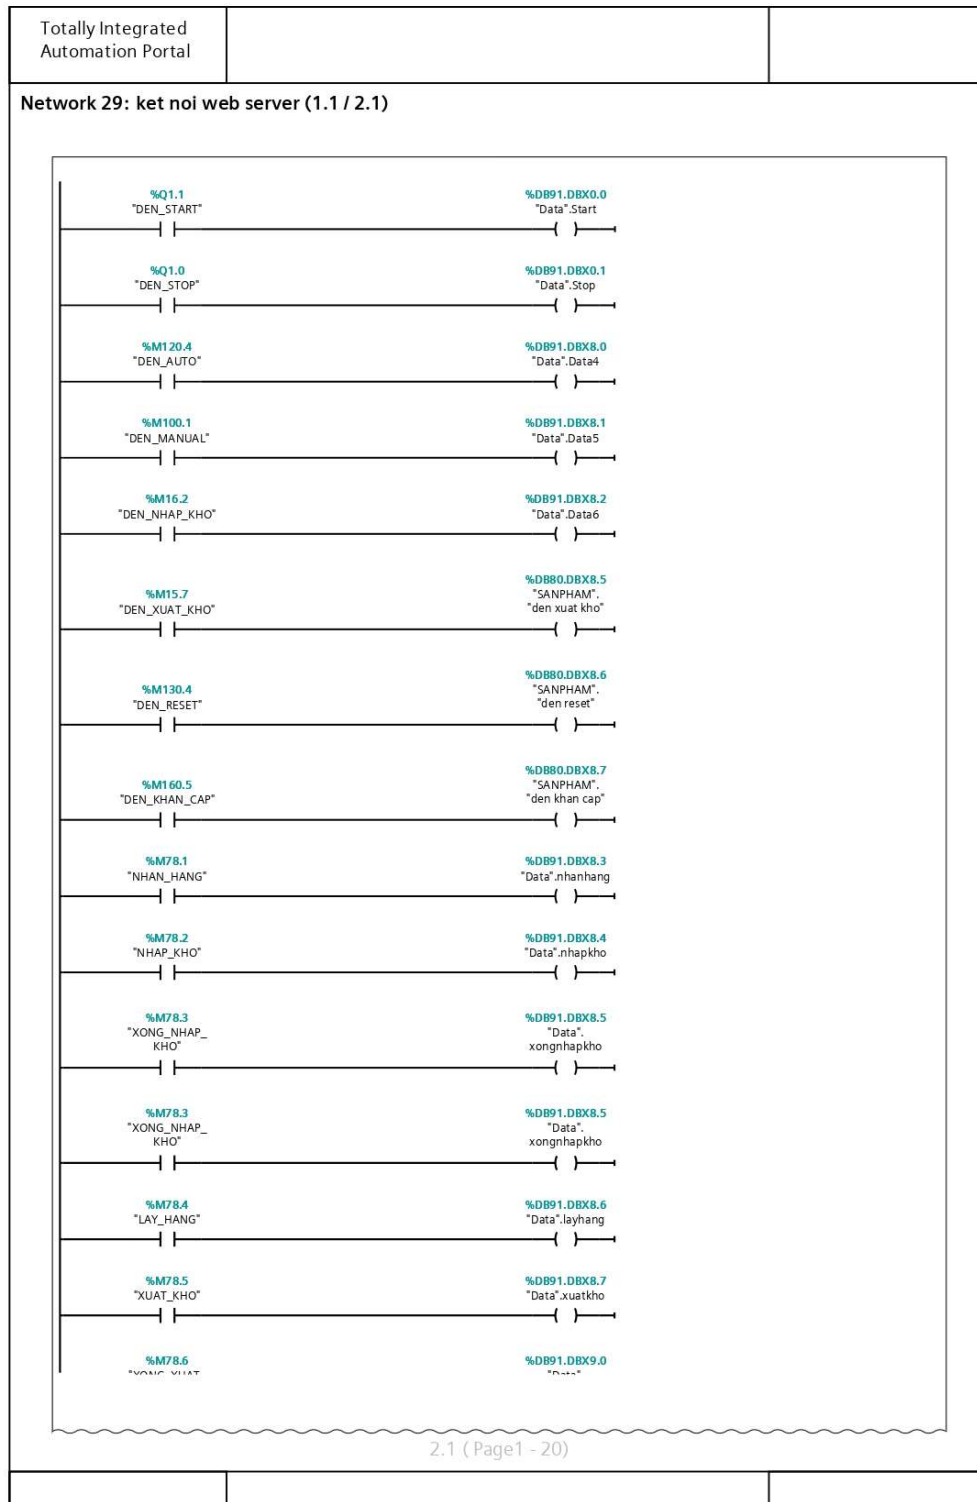 Totally Integrated
Automation Portal
Network 29: ket noi web server (1.1 / 2.1)
%Q1.1
"DEN_START"
%DB91.DBX0.0
"Data".Start
%Q1.0
"DEN_STOP"
%DB91.DBX0.1
"Data".Stop
%M120.4
"DEN_AUTO"
%DB91.DBX8.0
"Data".Data4
%M100.1
"DEN_MANUAL"
%DB91.DBX8.1
"Data".Data5
%M16.2
"DEN_NHAP_KHO"
%DB91.DBX8.2
"Data".Data6
%M15.7
"DEN_XUAT_KHO"
%DB80.DBX8.5
"SANPHAM".
"den xuat kho"
%M130.4
"DEN_RESET"
%DB80.DBX8.6
"SANPHAM".
"den reset"
%M160.5
"DEN_KHAN_CAP"
%DB80.DBX8.7
"SANPHAM".
"den khan cap"
%M78.1
"NHAN_HANG"
%DB91.DBX8.3
"Data".nhanhang
%M78.2
"NHAP_KHO"
%DB91.DBX8.4
"Data".nhapkho
%M78.3
"XONG_NHAP_
KHO"
%DB91.DBX8.5
"Data".
xongnhapkho
%M78.3
"XONG_NHAP_
KHO"
%DB91.DBX8.5
"Data".
xongnhapkho
%M78.4
"LAY_HANG"
%DB91.DBX8.6
"Data".layhang
%M78.5
"XUAT_KHO"
%DB91.DBX8.7
"Data".xuatkho
%M78.6
%DB91.DBX9.0
2.1 ( Page1 - 20)